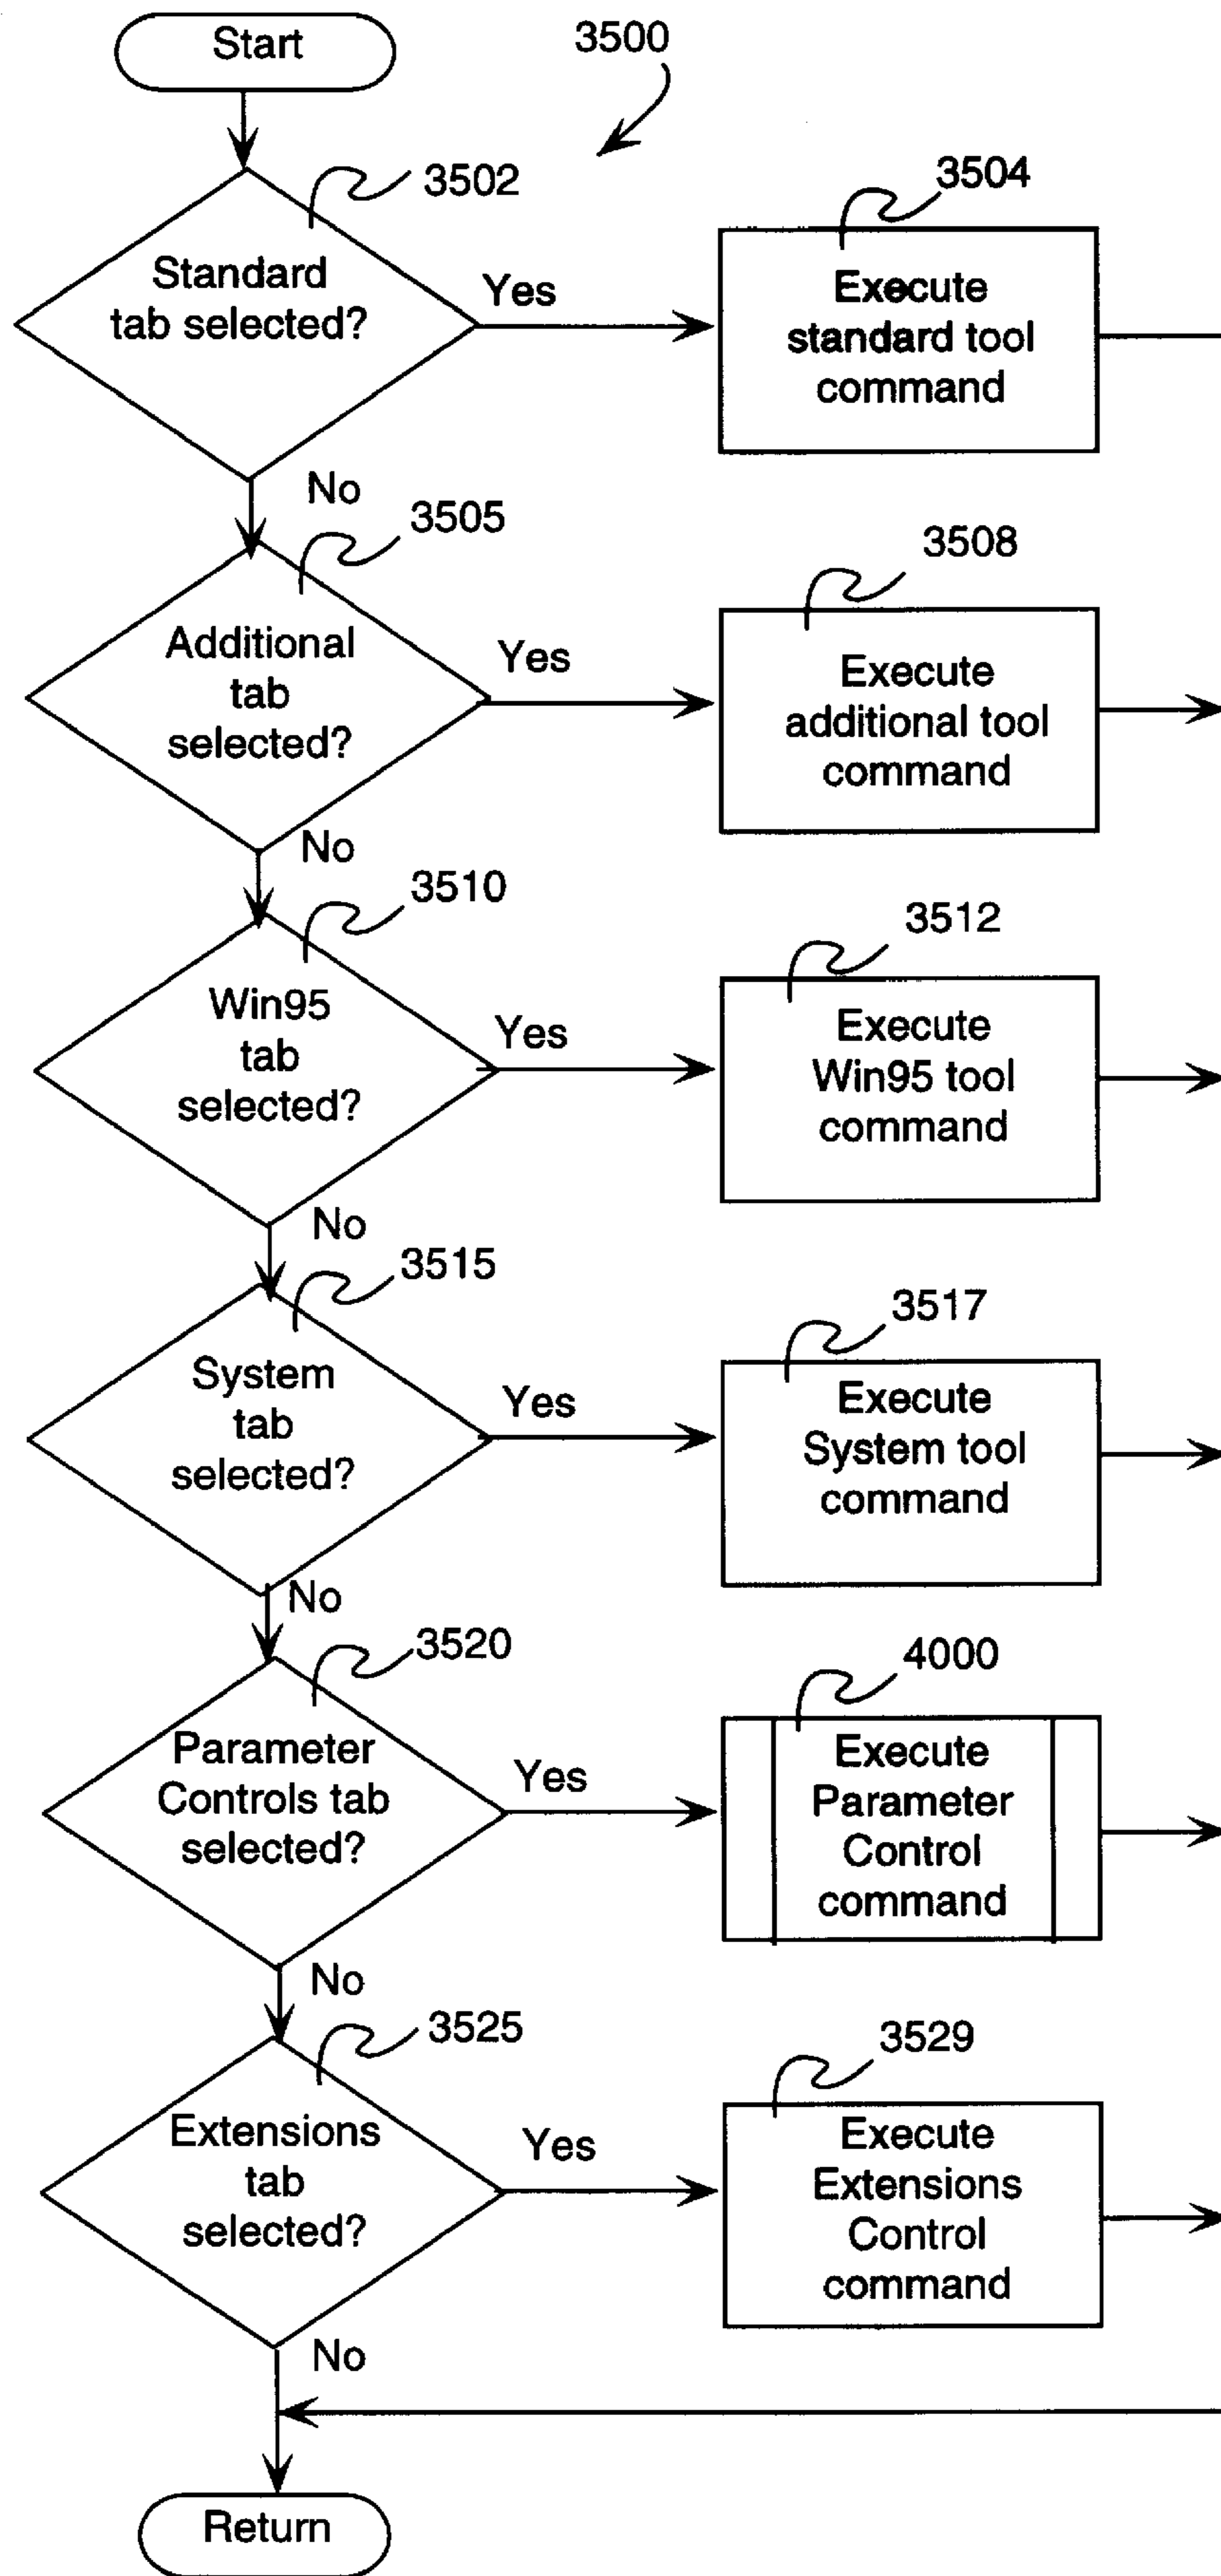 Start
3500
3502
Standard
tab selected?
Yes
3504
Execute
standard tool
command
No
3505
Additional
tab
selected?
Yes
3508
Execute
additional tool
command
No
3510
Win95
tab
selected?
Yes
3512
Execute
Win95 tool
command
No
3515
System
tab
selected?
Yes
3517
Execute
System tool
command
No
3520
Parameter
Controls tab
selected?
Yes
4000
Execute
Parameter
Control
command
No
3525
Extensions
tab
selected?
Yes
3529
Execute
Extensions
Control
command
No
Return